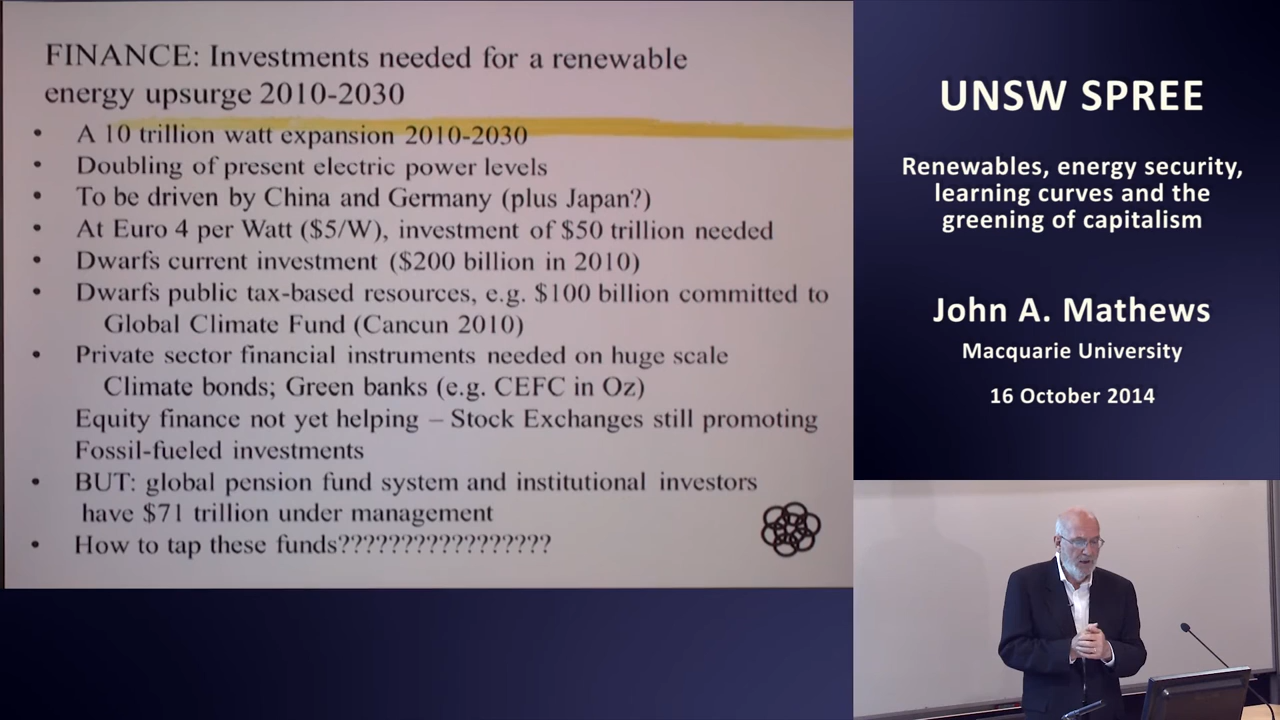 FINANCE: Investments needed for a renewable
energy upsurge 2010-2030
• A 10 trillion watt expansion 2010-2030
• Doubling of present electric power levels
• To be driven by China and Germany (plus Japan?)
• At Euro 4 per Watt ($5/W), investment of $50 trillion needed
• Dwarfs current investment ($200 billion in 2010)
• Dwarfs public tax-based resources, e.g. $100 billion committed to
Global Climate Fund (Cancun 2010)
• Private sector financial instruments needed on huge scale
Climate bonds; Green banks (e.g. CEFC in Oz)
Equity finance not yet helping – Stock Exchanges still promoting
Fossil-fueled investments
• BUT: global pension fund system and institutional investors
have $71 trillion under management
• How to tap these funds?????????????????
UNSW SPREE
Renewables, energy security,
learning curves and the
greening of capitalism
John A. Mathews
Macquarie University
16 October 2014